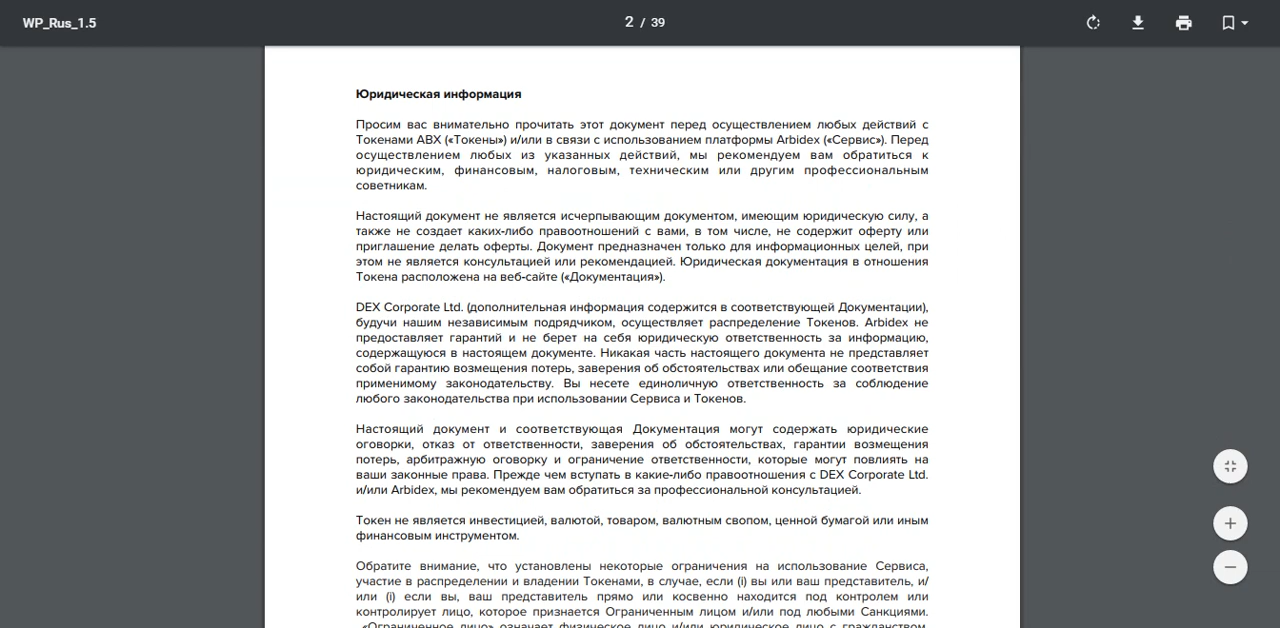 WP_Rus_1.5
2 / 39
Юридическая информация
Просим вас внимательно прочитать этот документ перед осуществлением любых действий с
Токенами ABX («Токены») и/или в связи с использованием платформы Arbidex («Сервис»). Перед
осуществлением любых из указанных действий, мы рекомендуем вам обратиться к
юридическим, финансовым, налоговым, техническим или другим профессиональным
советникам.
Настоящий документ не является исчерпывающим документом, имеющим юридическую силу, а
также не создает каких-либо правоотношений с вами, в том числе, не содержит оферту или
приглашение делать оферты. Документ предназначен только для информационных целей, при
этом не является консультацией или рекомендацией. Юридическая документация в отношении
Токена расположена на веб-сайте («Документация»).
DEX Corporate Ltd. (дополнительная информация содержится в соответствующей Документации),
будучи нашим независимым подрядчиком, осуществляет распределение Токенов. Arbidex не
предоставляет гарантий и не берет на себя юридическую ответственность за информацию,
содержащуюся в настоящем документе. Никакая часть настоящего документа не представляет
собой гарантию возмещения потерь, заверения об обстоятельствах или обещание соответствия
применимому законодательству. Вы несете единоличную ответственность за соблюдение
любого законодательства при использовании Сервиса и Токенов.
Настоящий документ и соответствующая Документация могут содержать юридические
оговорки, отказ от ответственности, заверения об обстоятельствах, гарантии возмещения
потерь, арбитражную оговорку и ограничение ответственности, которые могут повлиять на
ваши законные права. Прежде чем вступать в какие-либо правоотношения с DEX Corporate Ltd.
и/или Arbidex, мы рекомендуем вам обратиться за профессиональной консультацией.
Токен не является инвестицией, валютой, товаром, валютным свопом, ценной бумагой или иным
финансовым инструментом.
Обратите внимание, что установлены некоторые ограничения на использование Сервиса,
участие в распределении и владении Токенами, в случае, если (i) вы или ваш представитель, и/
или (i) если вы, ваш представитель прямо или косвенно находится под контролем или
контролирует лицо, которое признается Ограниченным лицом и/или под любыми Санкциями.
«Ограниченное лицо» означает физическое лицо и/или юридическое лицо с гражданством,